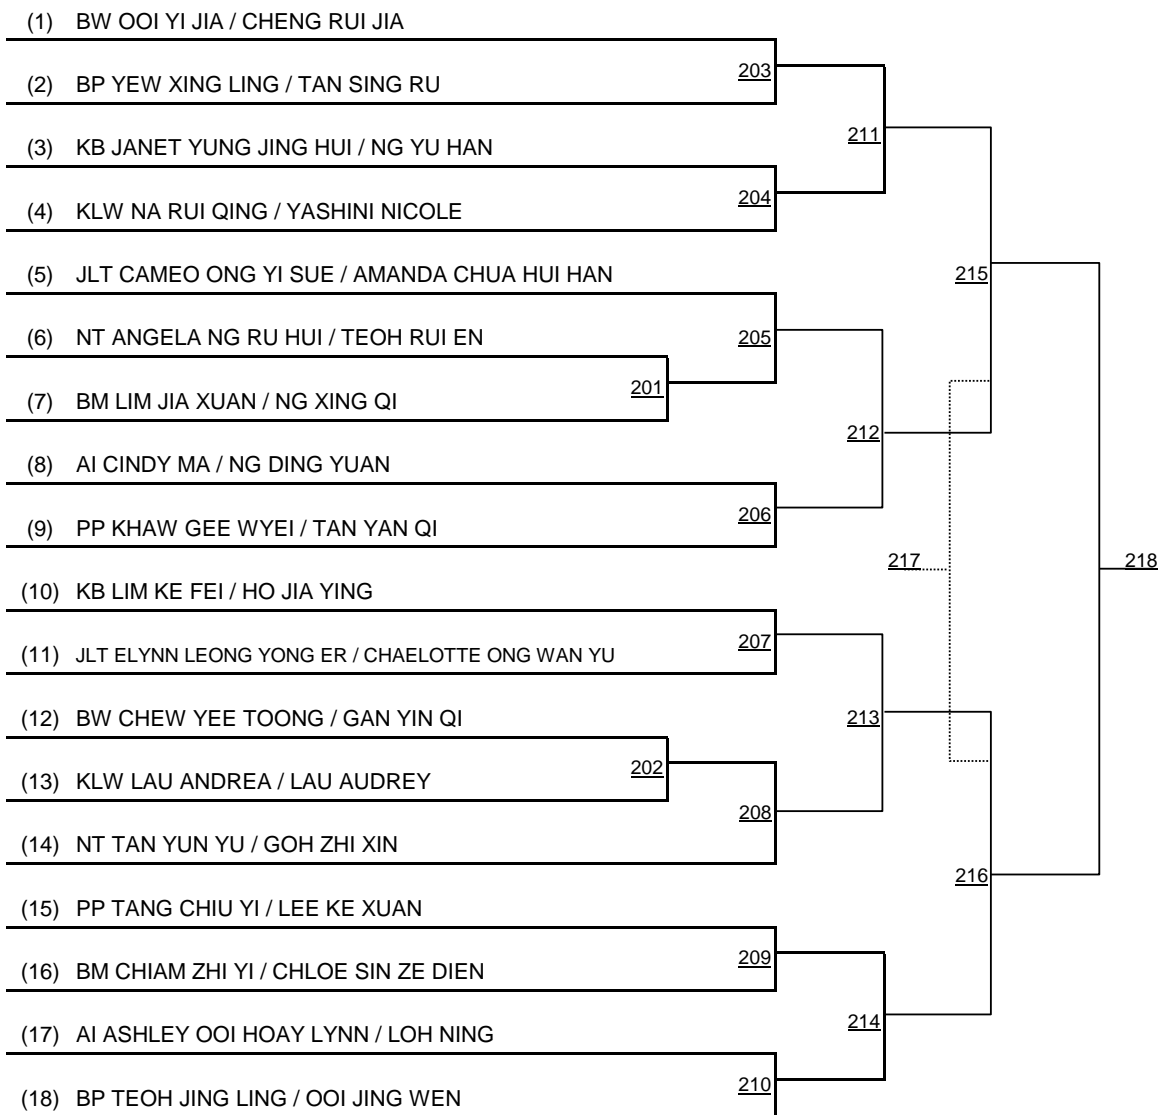 (1) BW OOI YI JIA / CHENG RUI JIA
203
(2) BP YEW XING LING / TAN SING RU
(3) KB JANET YUNG JING HUI / NG YU HAN
211
204
(4) KLW NA RUI QING / YASHINI NICOLE
(5) JLT CAMEO ONG YI SUE / AMANDA CHUA HUI HAN
215
(6) NT ANGELA NG RU HUI / TEOH RUI EN
205
201
(7) BM LIM JIA XUAN / NG XING QI
212
(8) AI CINDY MA / NG DING YUAN
206
(9) PP KHAW GEE WYEI / TAN YAN QI
217
218
(10) KB LIM KE FEI / HO JIA YING
207
(11) JLT ELYNN LEONG YONG ER / CHAELOTTE ONG WAN YU
(12) BW CHEW YEE TOONG / GAN YIN QI
213
202
(13) KLW LAU ANDREA / LAU AUDREY
208
(14) NT TAN YUN YU / GOH ZHI XIN
216
(15) PP TANG CHIU YI / LEE KE XUAN
209
(16) BM CHIAM ZHI YI / CHLOE SIN ZE DIEN
214
(17) AI ASHLEY OOI HOAY LYNN / LOH NING
210
(18) BP TEOH JING LING / OOI JING WEN